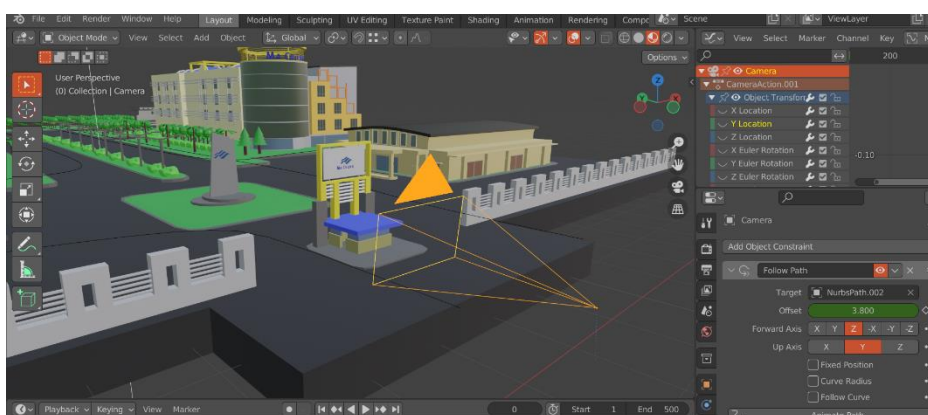 File Edit Render Window Help Layout Modeling Sculpting UV Editing Texture Paint Shading Animation Rendering Compo Scene ViewLayer
Object Mode View Select Add Object Global View Select Marker Channel Key
Options 200
User Perspective
(0) Collection | Camera
Z
Camera
CameraAction.001
Object Transfor
X Location
Y Location
Z Location
X Euler Rotation
Y Euler Rotation
Z Euler Rotation
-0.10
Camera
Add Object Constraint
Follow Path
Target NurbsPath.002
Offset 3.800
Forward Axis X Y Z -X -Y -Z
Up Axis X Y Z
Fixed Position
Curve Radius
Follow Curve
Animate Path
Playback Keying View Marker 0 Start 1 End 500